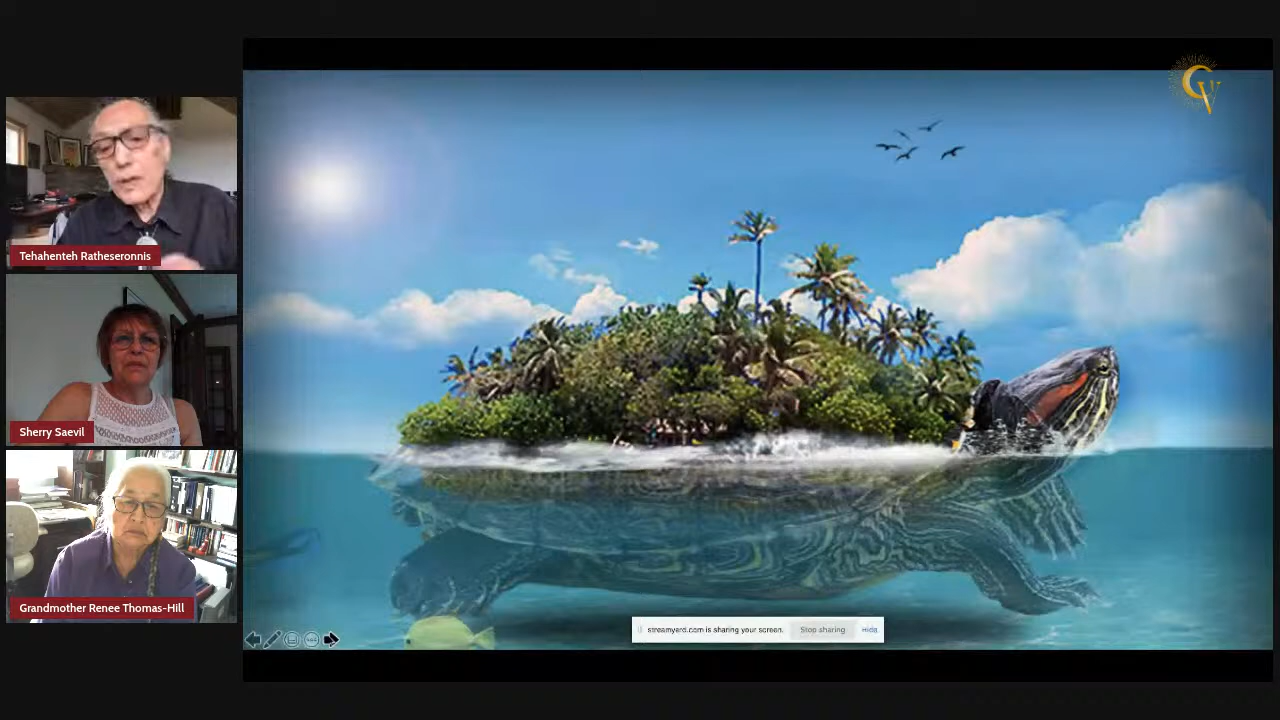 Tehahenteh Ratheseronnis
Sherry Saevil
Grandmother Renee Thomas-Hill
streamyard.com is sharing your screen.
Stop sharing
Hide